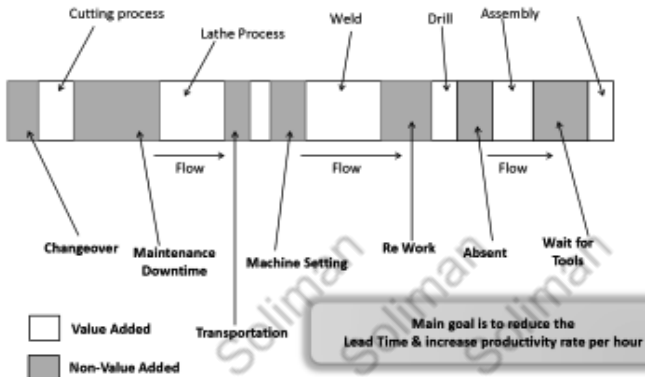 Cutting process
Lathe Process
Weld
Drill
Assembly
Flow
Flow
Flow
Changeover
Maintenance
Downtime
Transportation
Machine Setting
Re Work
Absent
Wait for
Tools
Value Added
Non-Value Added
Main goal is to reduce the
Lead Time & increase productivity rate per hour
Soliman
Soliman
Soliman